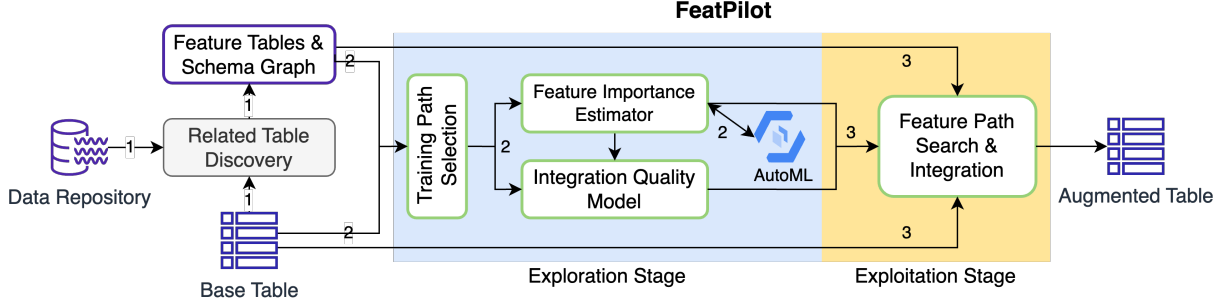 FeatPilot
Feature Tables &
Schema Graph
2
3
1
Training Path
Selection
Feature Importance
Estimator
2
AutoML
3
Feature Path
Search &
Integration
Related Table
Discovery
1
2
Data Repository
Integration Quality
Model
Augmented Table
1
Base Table
2
3
Exploration Stage
Exploitation Stage